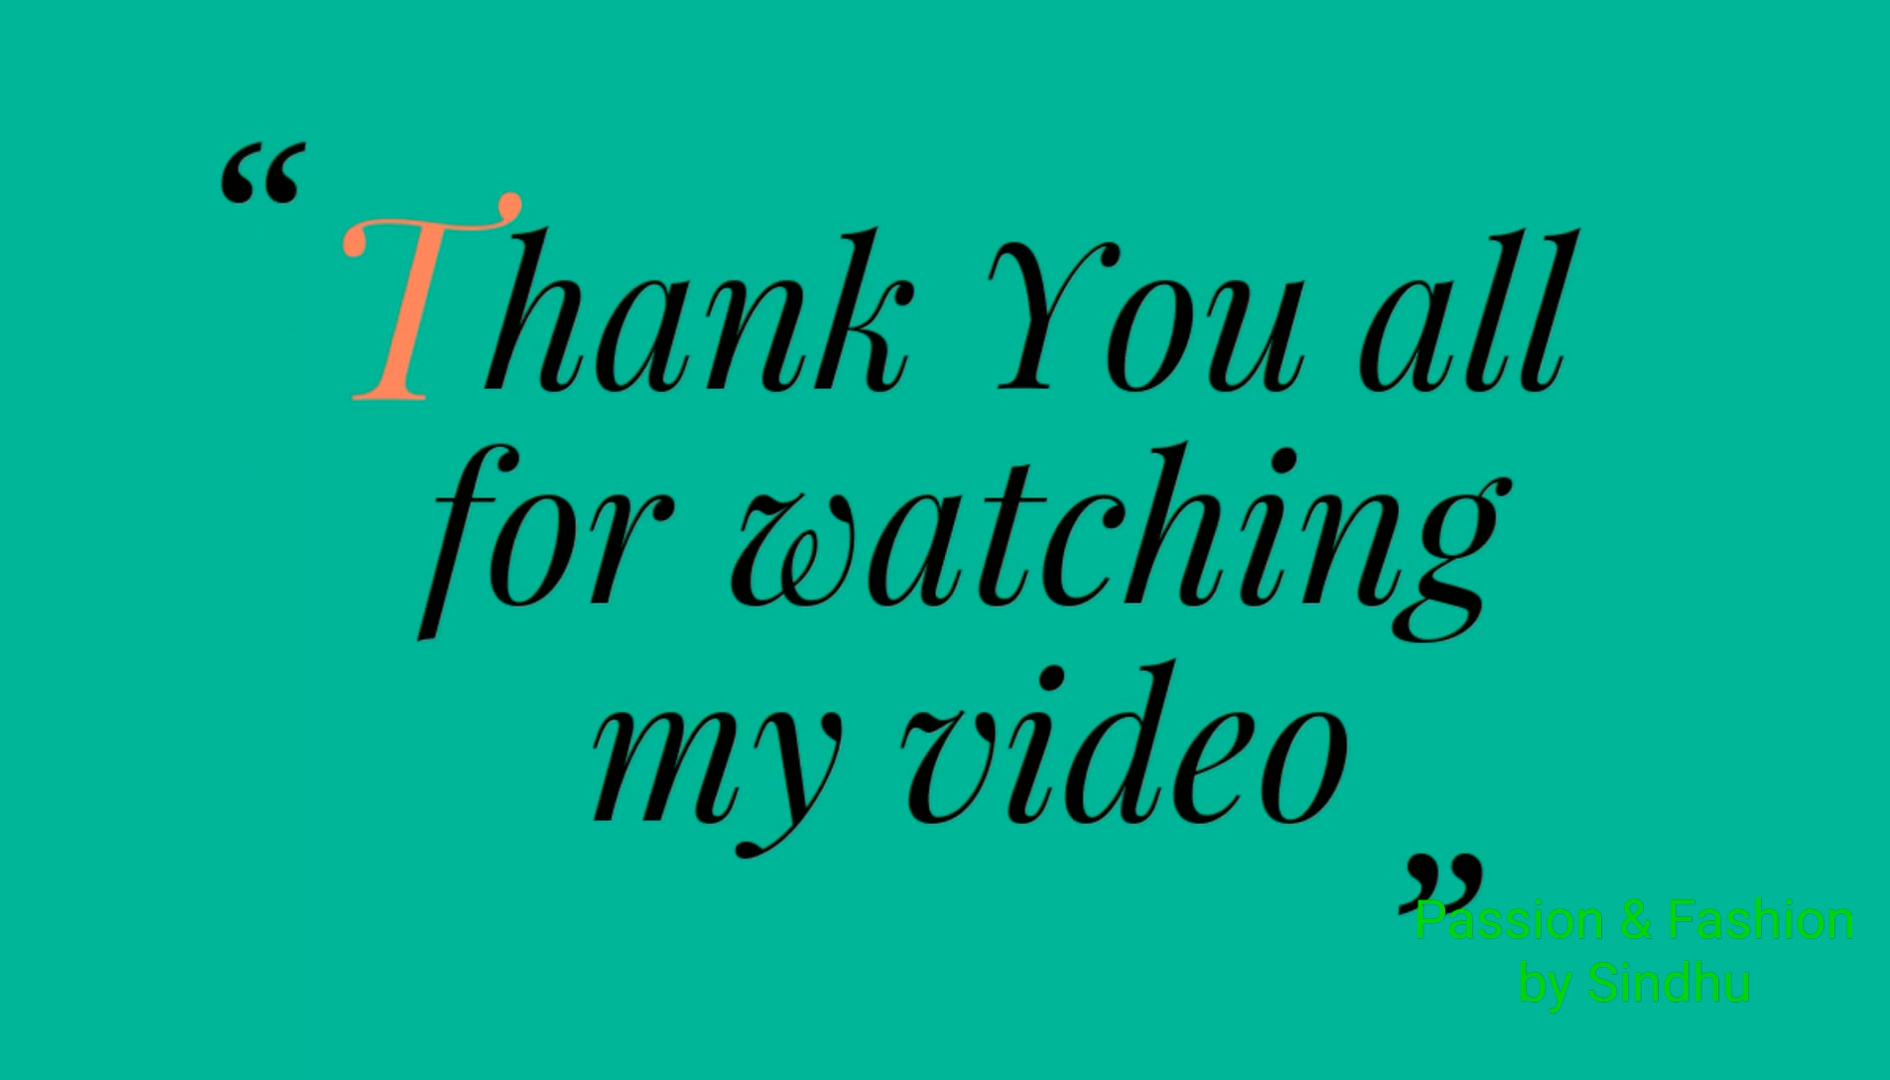 “Thank You all
for watching
my video”
Passion & Fashion
by Sindhu